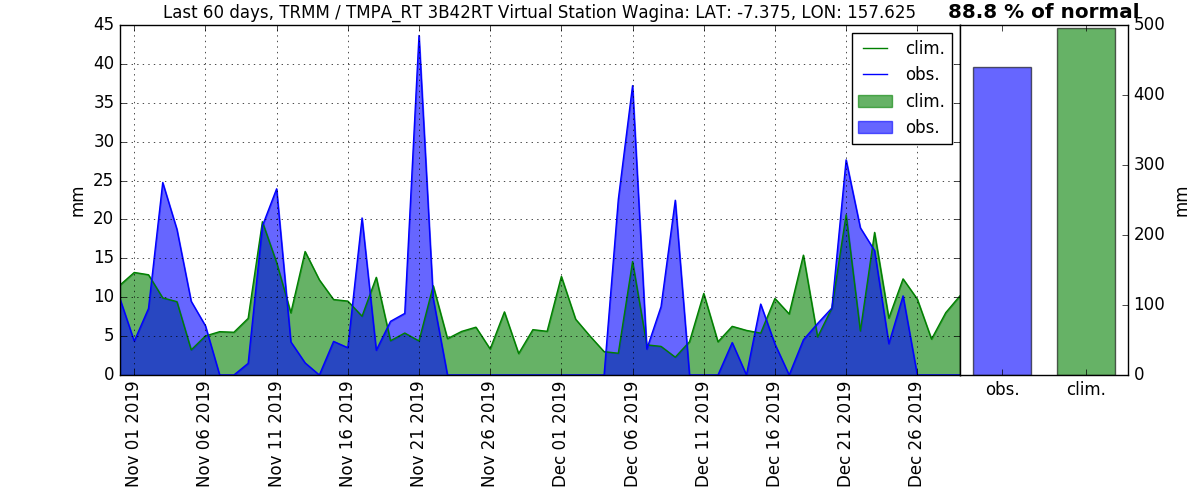 Last 60 days, TRMM / TMPA_RT 3B42RT Virtual Station Wagina: LAT: -7.375, LON: 157.625
88.8 % of normal
45
40
35
30
25
20
15
10
5
0
mm
clim.
obs.
clim.
obs.
Nov 01 2019
Nov 06 2019
Nov 11 2019
Nov 16 2019
Nov 21 2019
Nov 26 2019
Dec 01 2019
Dec 06 2019
Dec 11 2019
Dec 16 2019
Dec 21 2019
Dec 26 2019
500
400
300
200
100
0
mm
obs.
clim.